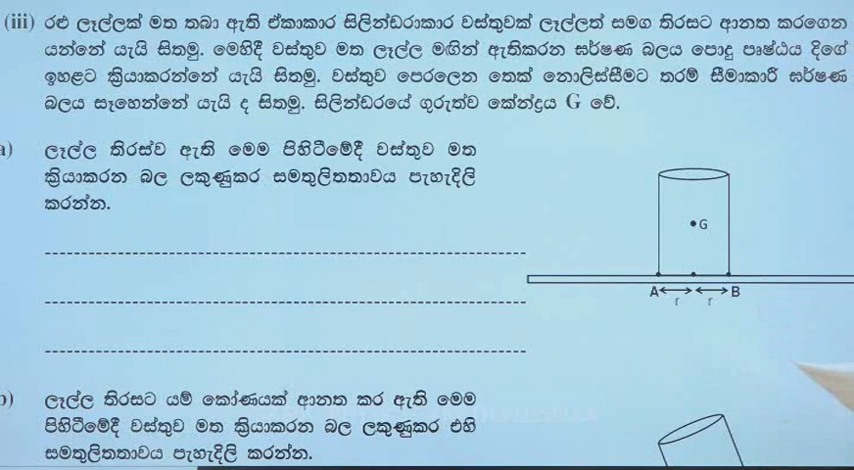 (iii) රළු ලෑල්ලක් මත තබා ඇති ඒකාකාර සිලින්ඩරාකාර වස්තුවක් ලෑල්ලත් සමග තිරසට ආනත කරගෙන
යන්නේ යැයි සිතමු. මෙහිදී වස්තුව මත ලෑල්ල මඟින් ඇතිකරන ඝර්ෂණ බලය පොදු පෘෂ්ඨය දිගේ
ඉහළට ක්‍රියාකරන්නේ යැයි සිතමු. වස්තුව පෙරලෙන තෙක් නොලිස්සීමට තරම් සීමාකාරී ඝර්ෂණ
බලය සෑහෙන්නේ යැයි ද සිතමු. සිලින්ඩරයේ ගුරුත්ව කේන්ද්‍රය G වේ.
a) ලෑල්ල තිරස්ව ඇති මෙම පිහිටීමේදී වස්තුව මත
ක්‍රියාකරන බල ලකුණුකර සමතුලිතතාවය පැහැදිලි
කරන්න.
G
A B
r r
b) ලෑල්ල තිරසට යම් කෝණයක් ආනත කර ඇති මෙම
පිහිටීමේදී වස්තුව මත ක්‍රියාකරන බල ලකුණුකර එහි
සමතුලිතතාවය පැහැදිලි කරන්න.